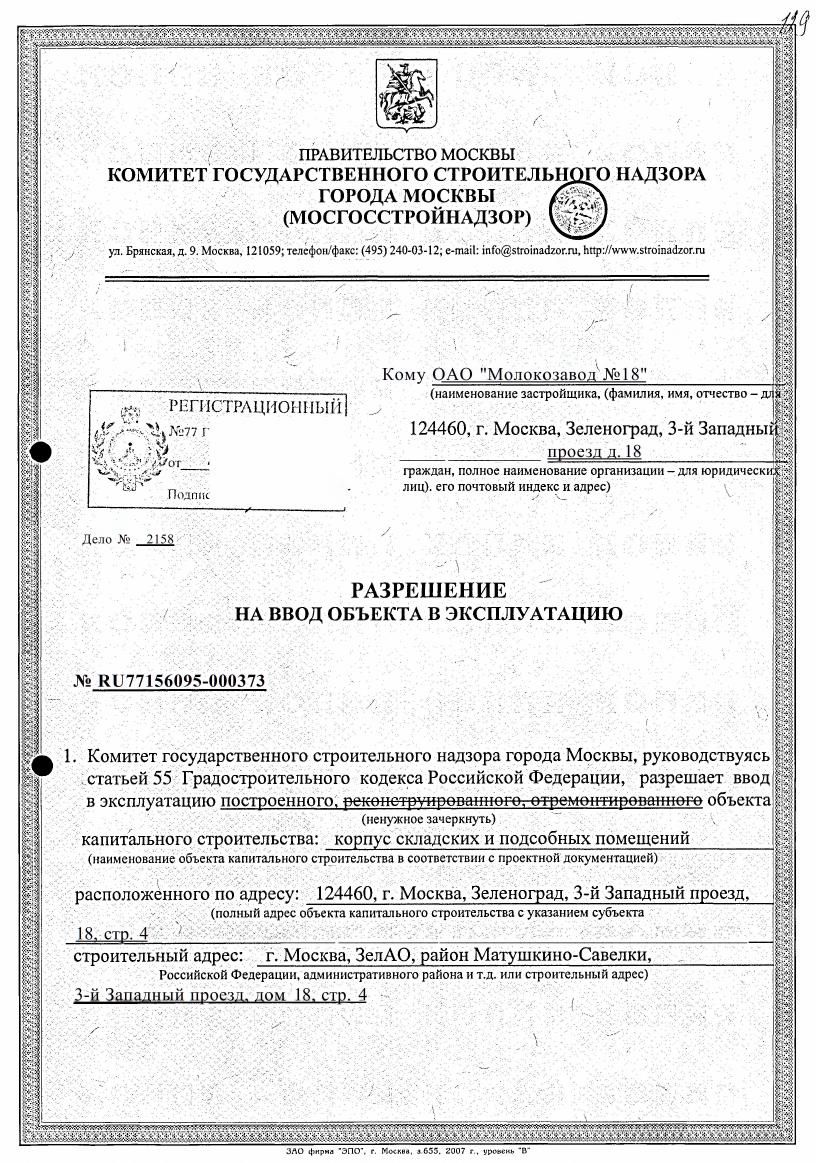 119
ПРАВИТЕЛЬСТВО МОСКВЫ
КОМИТЕТ ГОСУДАРСТВЕННОГО СТРОИТЕЛЬНОГО НАДЗОРА
ГОРОДА МОСКВЫ
(МОСГОССТРОЙНАДЗОР)
ул. Брянская, д. 9. Москва, 121059; телефон/факс: (495) 240-03-12; e-mail: info@stroinadzor.ru, http://www.stroinadzor.ru
Кому ОАО "Молокозавод №18"
(наименование застройщика, (фамилия, имя, отчество – для
124460, г. Москва, Зеленоград, 3-й Западный
проезд д. 18
граждан, полное наименование организации – для юридических
лиц). его почтовый индекс и адрес)
РЕГИСТРАЦИОННЫЙ
№77 Г
от
Подпис
Дело № 2158
РАЗРЕШЕНИЕ
НА ВВОД ОБЪЕКТА В ЭКСПЛУАТАЦИЮ
№ RU77156095-000373
1. Комитет государственного строительного надзора города Москвы, руководствуясь
статьей 55 Градостроительного кодекса Российской Федерации, разрешает ввод
в эксплуатацию построенного, реконструированного, отремонтированного объекта
(ненужное зачеркнуть)
капитального строительства: корпус складских и подсобных помещений
(наименование объекта капитального строительства в соответствии с проектной документацией)
расположенного по адресу: 124460, г. Москва, Зеленоград, 3-й Западный проезд,
(полный адрес объекта капитального строительства с указанием субъекта
18, стр. 4
строительный адрес: г. Москва, ЗелАО, район Матушкино-Савелки,
Российской Федерации, административного района и т.д. или строительный адрес)
3-й Западный проезд, дом 18, стр. 4
ЗАО фирма "ЭПО", г. Москва, з.655, 2007 г., уровень "В"